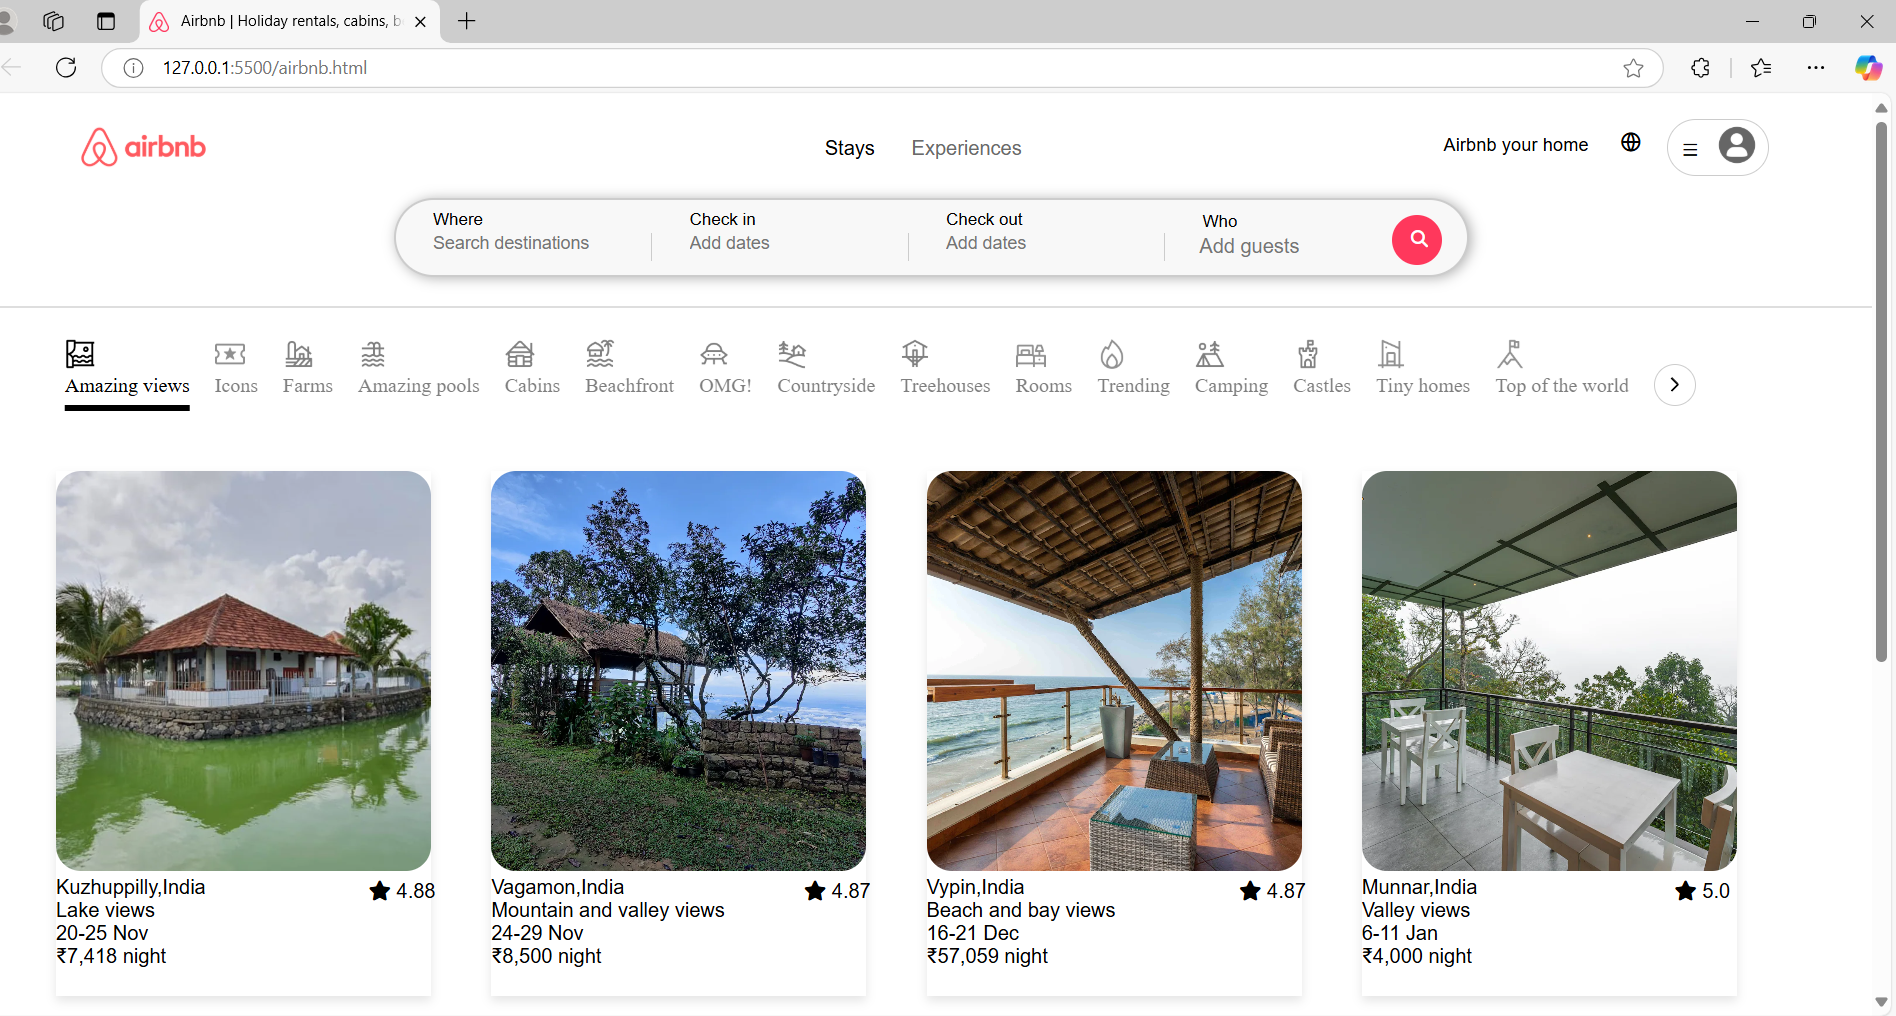 Airbnb | Holiday rentals, cabins, b
127.0.0.1:5500/airbnb.html
airbnb
Stays Experiences
Airbnb your home
Where
Search destinations
Check in
Add dates
Check out
Add dates
Who
Add guests
Amazing views Icons Farms Amazing pools Cabins Beachfront OMG! Countryside Treehouses Rooms Trending Camping Castles Tiny homes Top of the world
Kuzhuppilly,India 4.88
Lake views
20-25 Nov
₹7,418 night
Vagamon,India 4.87
Mountain and valley views
24-29 Nov
₹8,500 night
Vypin,India 4.87
Beach and bay views
16-21 Dec
₹57,059 night
Munnar,India 5.0
Valley views
6-11 Jan
₹4,000 night